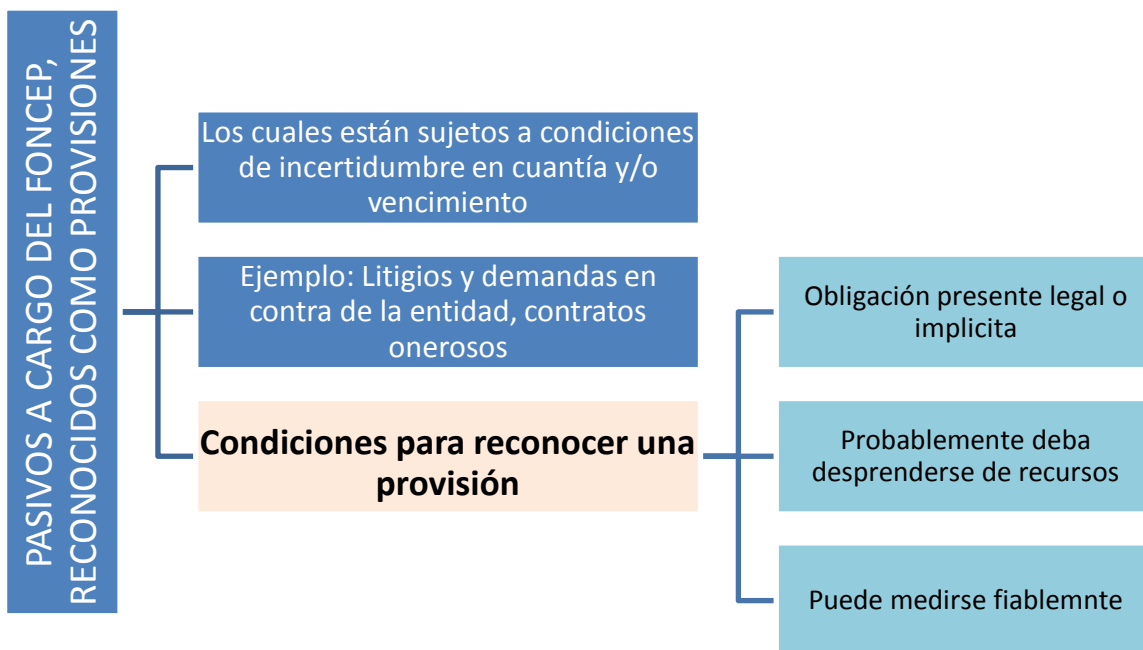 PASIVOS A CARGO DEL FONCEP,
RECONOCIDOS COMO PROVISIONES
Los cuales están sujetos a condiciones
de incertidumbre en cuantía y/o
vencimiento
Ejemplo: Litigios y demandas en
contra de la entidad, contratos
onerosos
Condiciones para reconocer una
provisión
Obligación presente legal o
implicita
Probablemente deba
desprenderse de recursos
Puede medirse fiablemnte